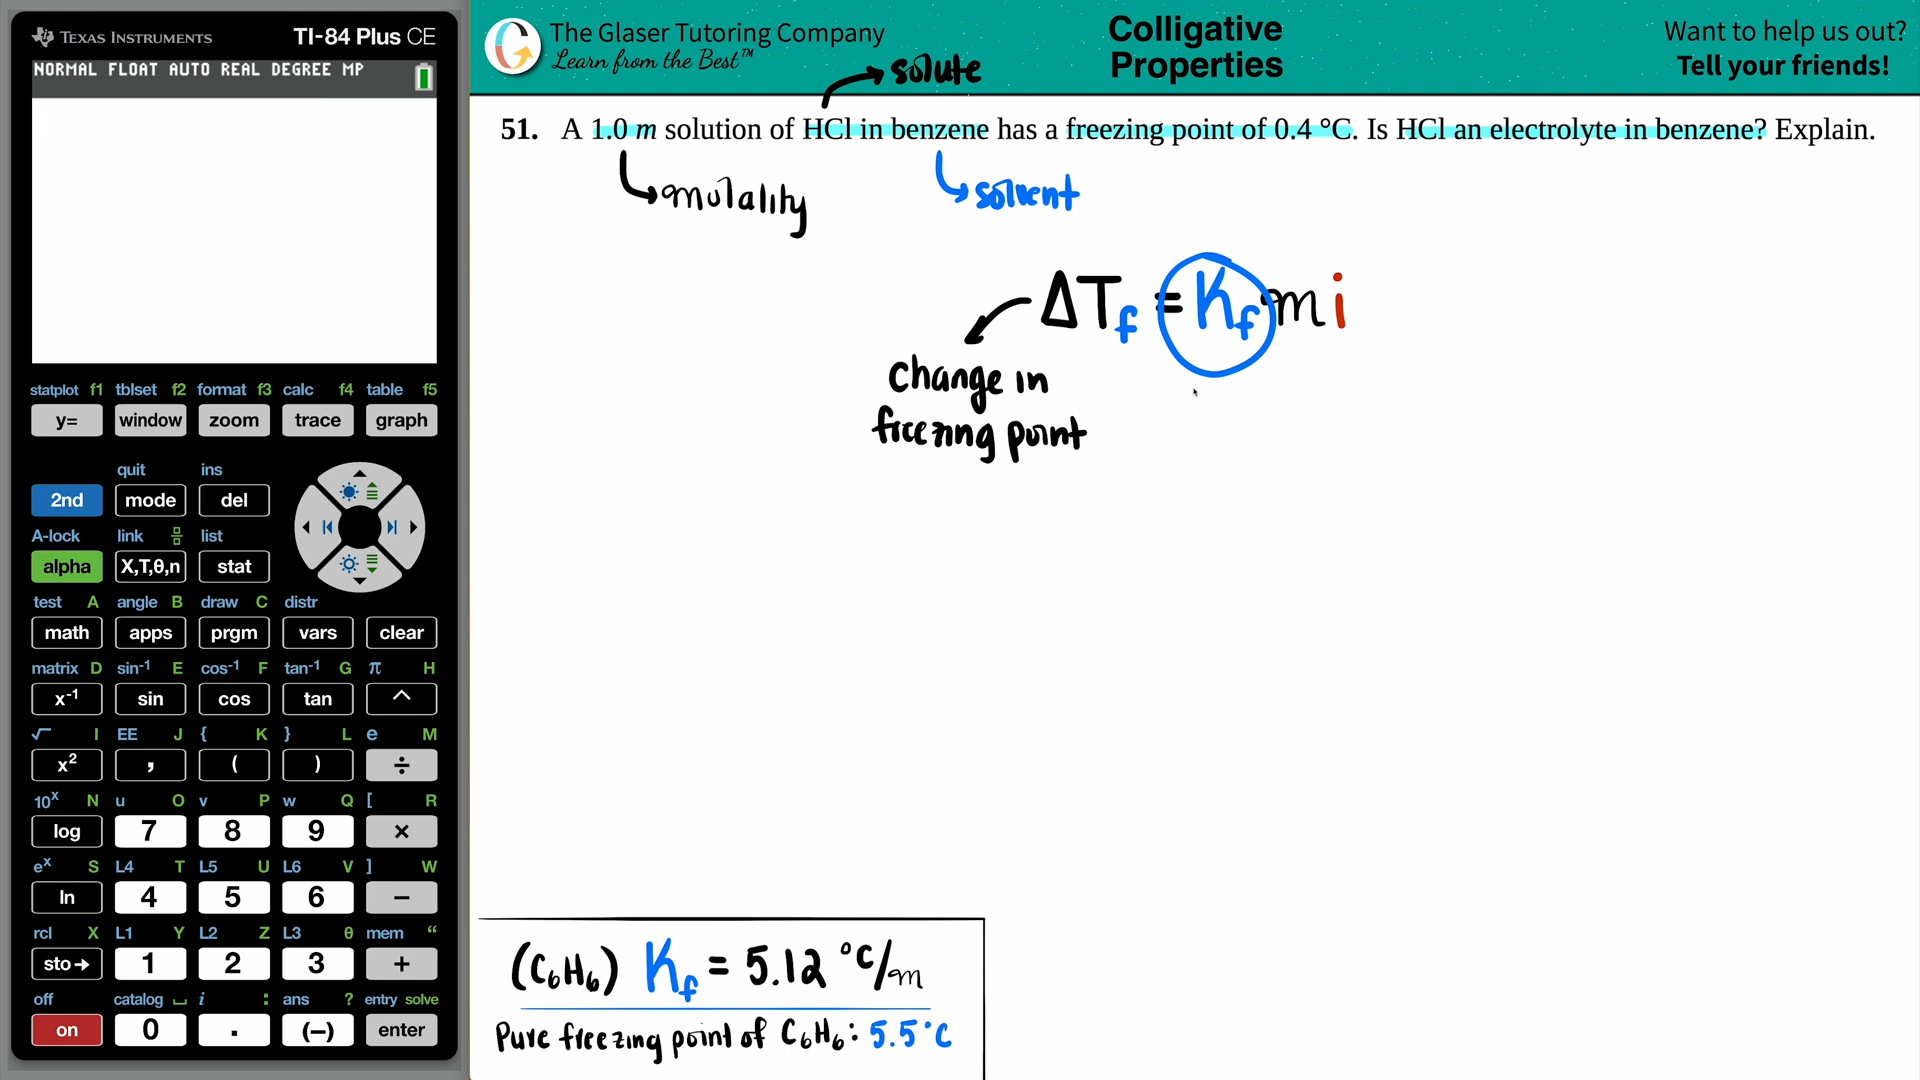 TEXAS INSTRUMENTS TI-84 Plus CE
NORMAL FLOAT AUTO REAL DEGREE MP
statplot f1 tblset f2 format f3 calc f4 table f5
y= window zoom trace graph
quit ins
2nd mode del
A-lock link list
alpha X,T,θ,n stat
test A angle B draw C distr
math apps prgm vars clear
matrix D sin-1 E cos-1 F tan-1 G π H
x-1 sin cos tan ^
√ I EE J { K } L e M
x² , ( ) ÷
10x N u O v P w Q [ R
log 7 8 9 ×
ex S L4 T L5 U L6 V ] W
ln 4 5 6 −
rcl X L1 Y L2 Z L3 θ mem “
sto→ 1 2 3 +
off catalog ⎵ i : ans ? entry solve
on 0 . (−) enter
The Glaser Tutoring Company
Learn from the Best™
Colligative
Properties
Want to help us out?
Tell your friends!
solute
51. A 1.0 m solution of HCl in benzene has a freezing point of 0.4 °C. Is HCl an electrolyte in benzene? Explain.
molality
solvent
ΔTf = Kf m i
change in
freezing point
(C6H6) Kf = 5.12 °C/m
Pure freezing point of C6H6: 5.5°C